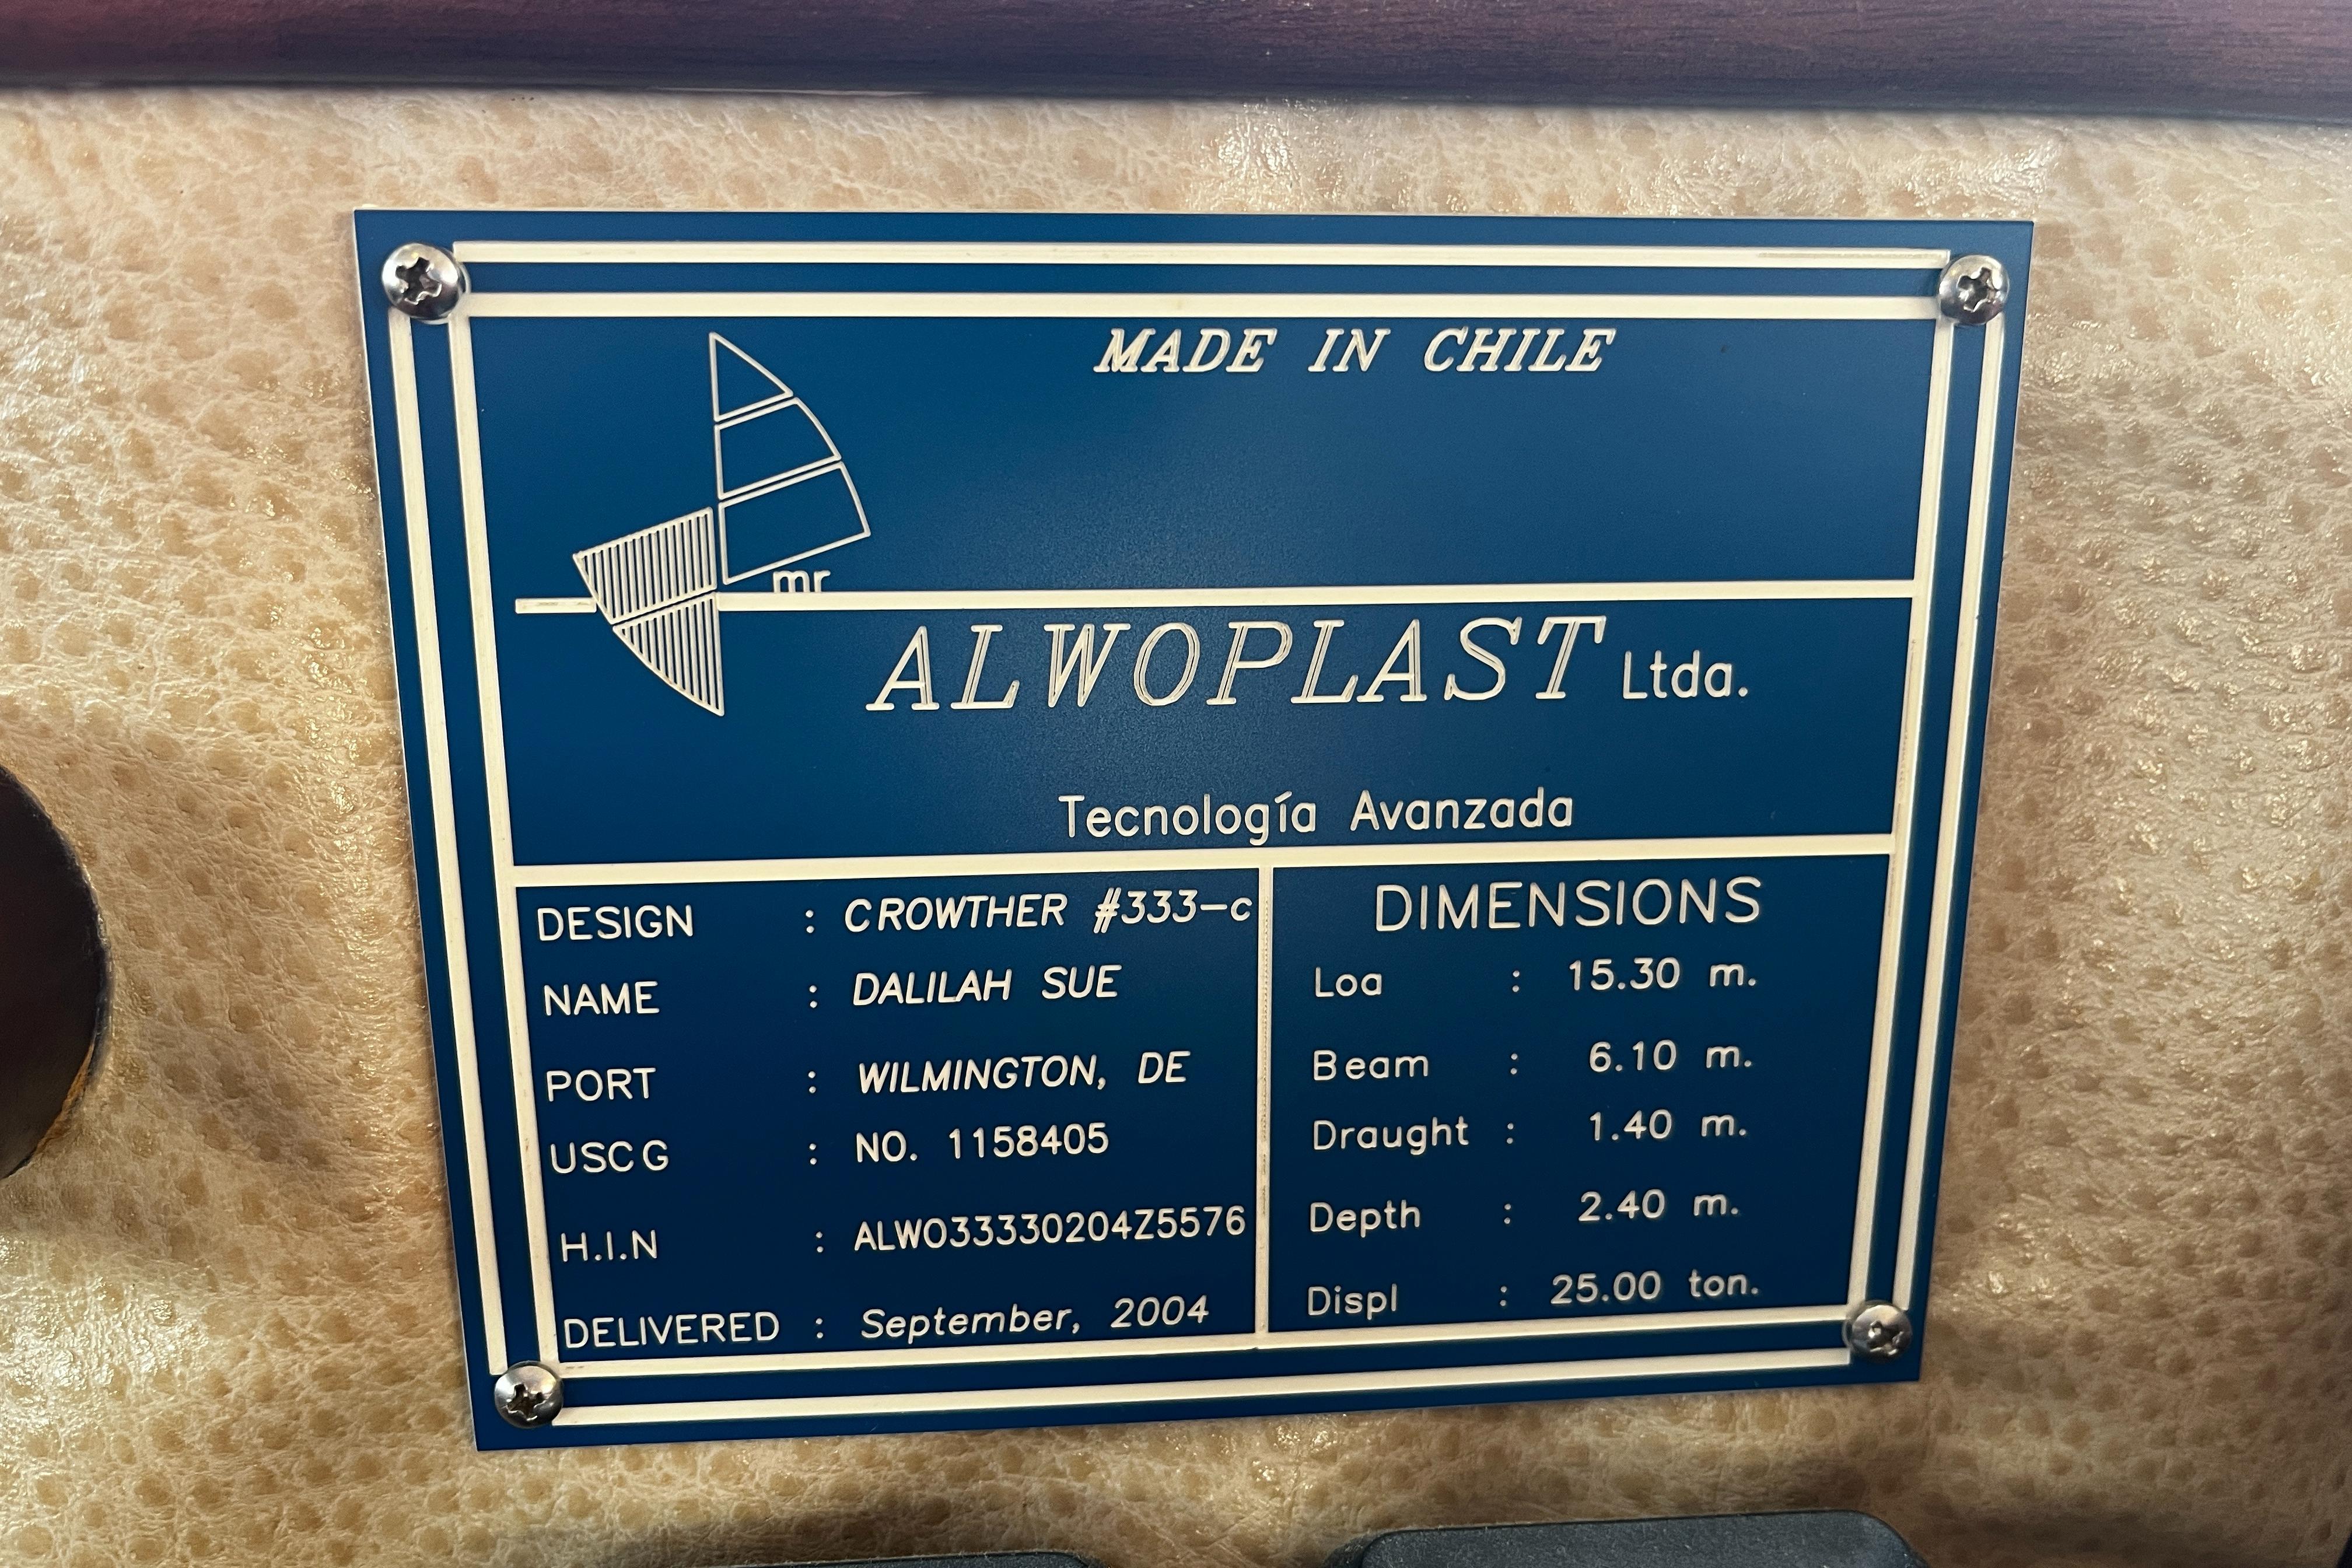 MADE IN CHILE
mr
ALWOPLAST Ltda.
Tecnología Avanzada
DESIGN : CROWTHER #333-c
NAME : DALILAH SUE
PORT : WILMINGTON, DE
USCG : NO. 1158405
H.I.N : ALWO33330204Z5576
DELIVERED : September, 2004
DIMENSIONS
Loa : 15.30 m.
Beam : 6.10 m.
Draught : 1.40 m.
Depth : 2.40 m.
Displ : 25.00 ton.